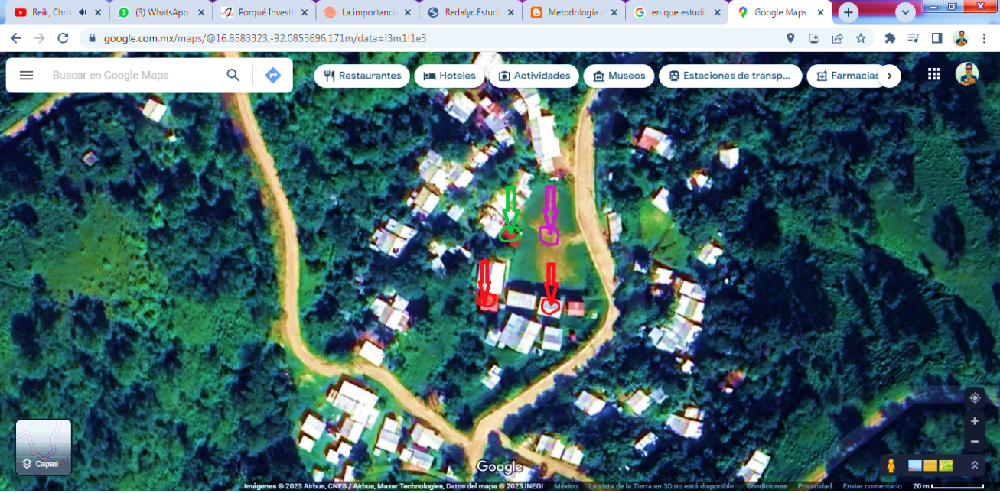 Reik, Chris
(3) WhatsApp
Porqué Investi
La importancia
Redalyc.Estudi
Metodología d
en que estudio
Google Maps
google.com.mx/maps/@16.8583323,-92.0853696,171m/data=!3m1!1e3
Buscar en Google Maps
Restaurantes
Hoteles
Actividades
Museos
Estaciones de transp...
Farmacias
Capas
Google
Imágenes © 2023 Airbus, CNES / Airbus, Maxar Technologies, Datos del mapa © 2023 INEGI México La vista de la Tierra en 3D no está disponible. Condiciones Privacidad Enviar comentario 20 m